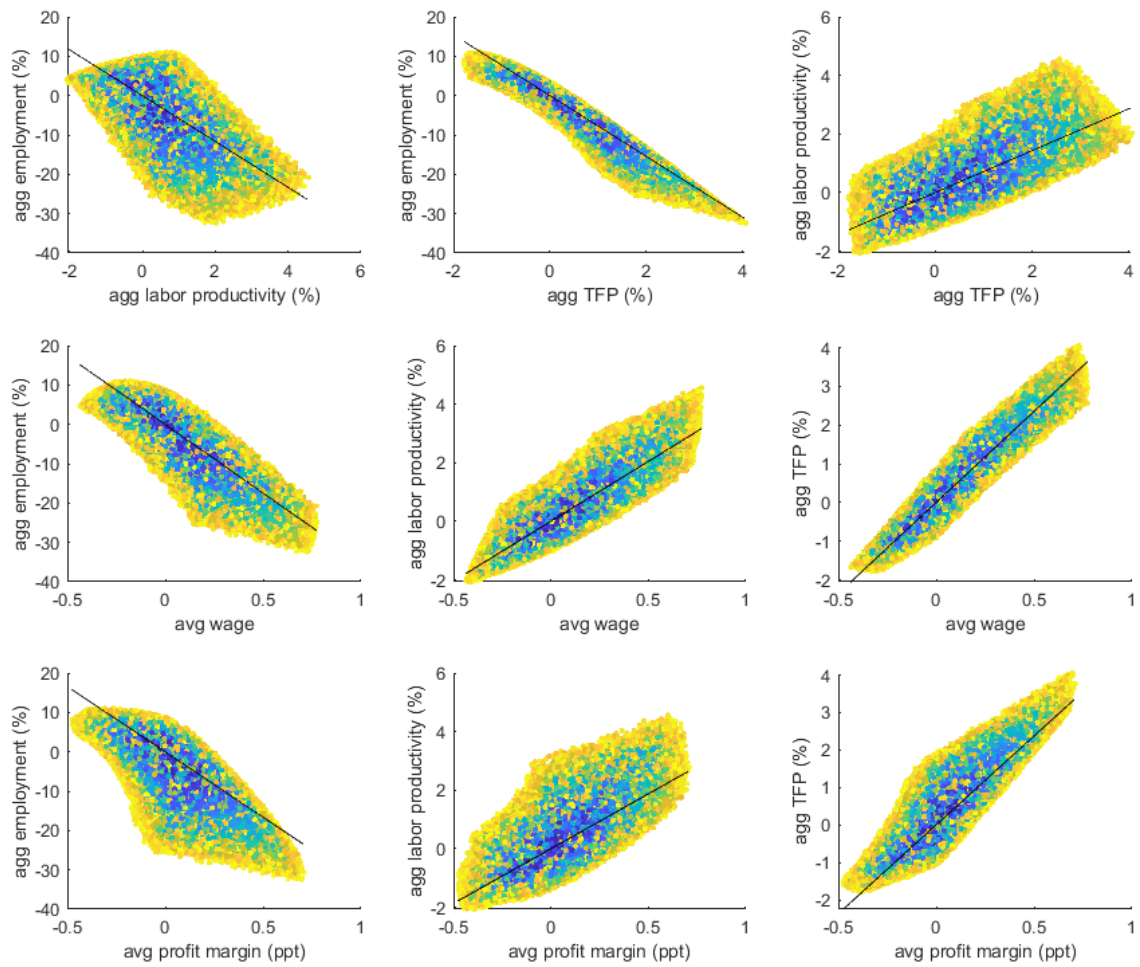 20
10
0
-10
-20
-30
-40
agg employment (%)
-2 0 2 4 6
agg labor productivity (%)
20
10
0
-10
-20
-30
-40
agg employment (%)
-2 0 2 4
agg TFP (%)
6
4
2
0
-2
agg labor productivity (%)
-2 0 2 4
agg TFP (%)
20
10
0
-10
-20
-30
-40
agg employment (%)
-0.5 0 0.5 1
avg wage
6
4
2
0
-2
agg labor productivity (%)
-0.5 0 0.5 1
avg wage
4
3
2
1
0
-1
-2
agg TFP (%)
-0.5 0 0.5 1
avg wage
20
10
0
-10
-20
-30
-40
agg employment (%)
-0.5 0 0.5 1
avg profit margin (ppt)
6
4
2
0
-2
agg labor productivity (%)
-0.5 0 0.5 1
avg profit margin (ppt)
4
3
2
1
0
-1
-2
agg TFP (%)
-0.5 0 0.5 1
avg profit margin (ppt)